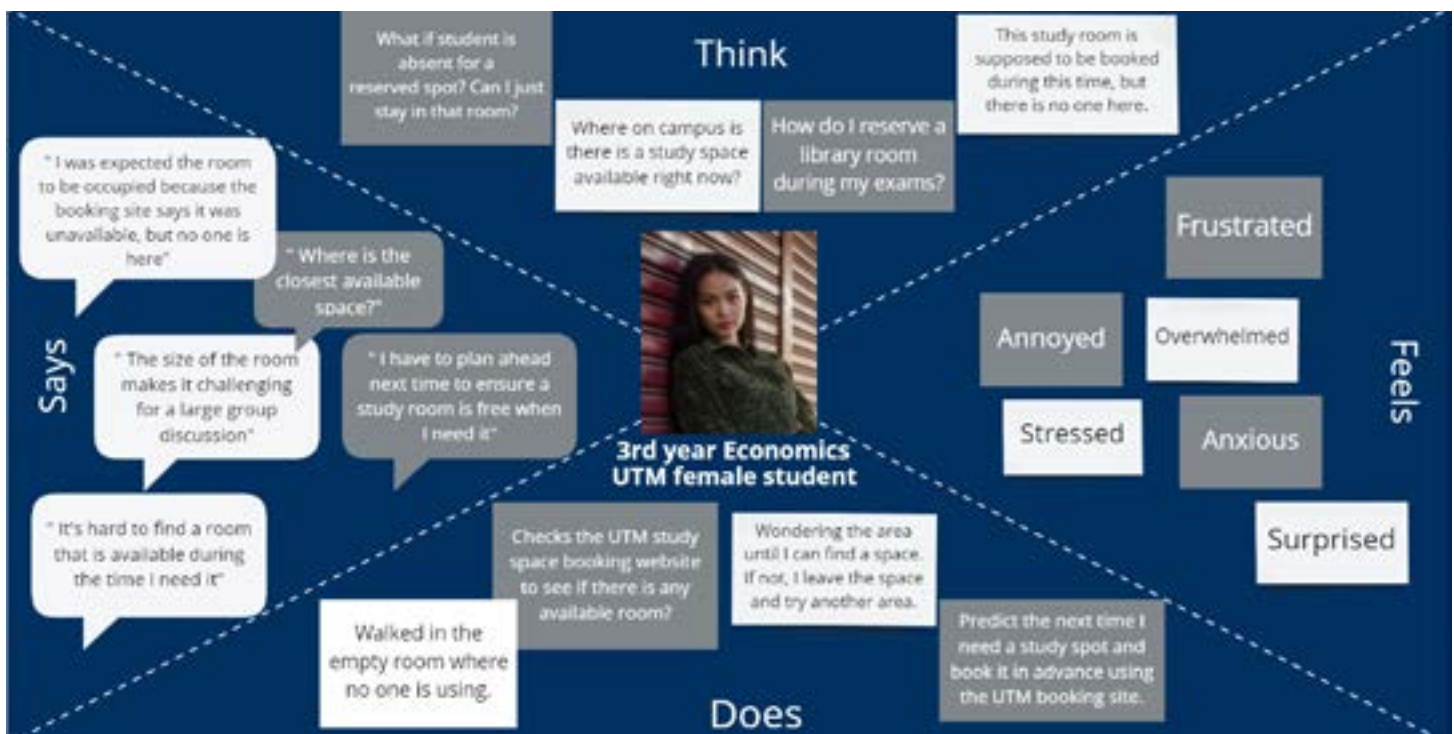 Think
What if student is
absent for a
reserved spot? Can I just
stay in that room?
Where on campus is
there is a study space
available right now?
How do I reserve a
library room
during my exams?
This study room is
supposed to be booked
during this time, but
there is no one here.
Says
" I was expected the room
to be occupied because the
booking site says it was
unavailable, but no one is
here"
" Where is the
closest available
space?"
" The size of the room
makes it challenging
for a large group
discussion"
" I have to plan ahead
next time to ensure a
study room is free when
I need it"
" It's hard to find a room
that is available during
the time I need it"
3rd year Economics
UTM female student
Feels
Frustrated
Annoyed
Overwhelmed
Stressed
Anxious
Surprised
Checks the UTM study
space booking website
to see if there is any
available room?
Wondering the area
until I can find a space.
If not, I leave the space
and try another area.
Walked in the
empty room where
no one is using.
Predict the next time I
need a study spot and
book it in advance using
the UTM booking site.
Does